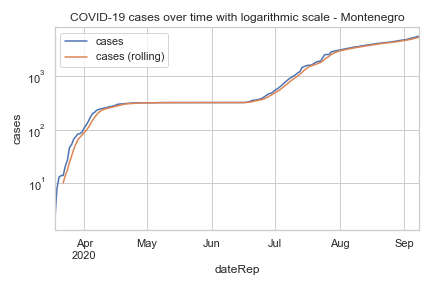 COVID-19 cases over time with logarithmic scale - Montenegro
cases
cases (rolling)
10³
10²
10¹
cases
Apr May Jun Jul Aug Sep
2020
dateRep